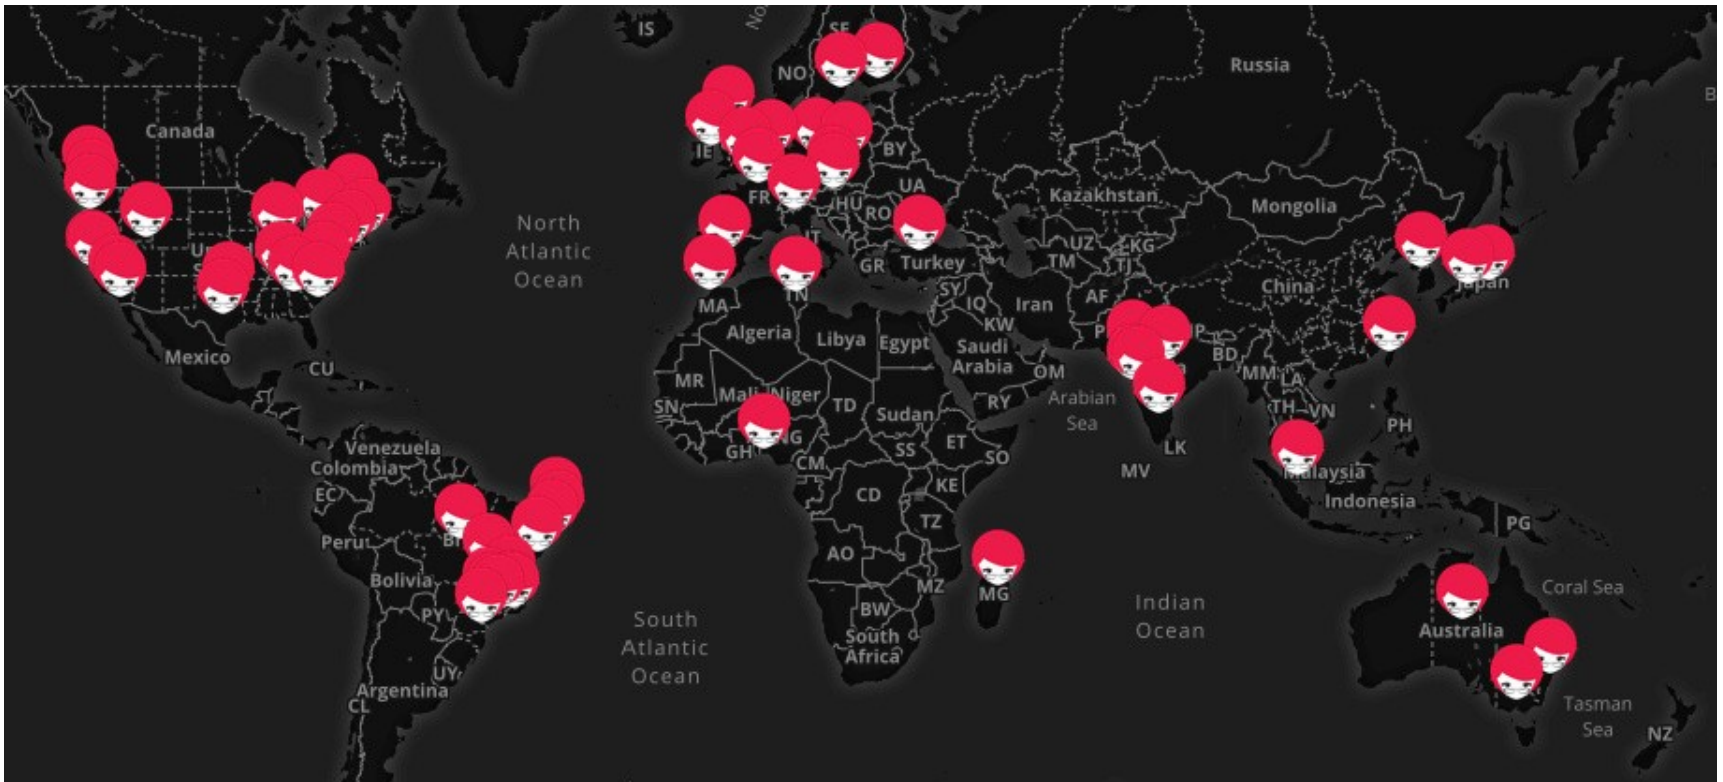 IS
NO
Russia
Canada
IE
BY
UA
FR
HU
RO
Kazakhstan
Mongolia
North
Atlantic
Ocean
IT
GR
Turkey
UZ
KG
TM
TJ
China
Japan
MA
TN
SY
IQ
Iran
AF
KW
Algeria
Libya
Egypt
Saudi
Arabia
OM
BD
MM
LA
Mexico
CU
MR
Mali
Niger
TD
Sudan
RY
Arabian
Sea
TH
VN
PH
SN
GH
NG
CM
SS
ET
SO
LK
MV
Venezuela
Colombia
EC
CD
KE
Malaysia
Indonesia
PG
Peru
TZ
AO
Bolivia
MZ
MG
BW
PY
South
Africa
South
Atlantic
Ocean
Indian
Ocean
Coral Sea
Australia
UY
Argentina
CL
Tasman
Sea
NZ